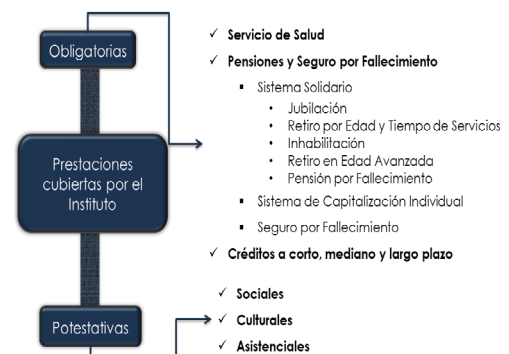 Obligatorias
✓ Servicio de Salud
✓ Pensiones y Seguro por Fallecimiento
▪ Sistema Solidario
• Jubilación
• Retiro por Edad y Tiempo de Servicios
• Inhabilitación
• Retiro en Edad Avanzada
• Pensión por Fallecimiento
▪ Sistema de Capitalización Individual
▪ Seguro por Fallecimiento
✓ Créditos a corto, mediano y largo plazo
Prestaciones
cubiertas por el
Instituto
Potestativas
✓ Sociales
✓ Culturales
✓ Asistenciales